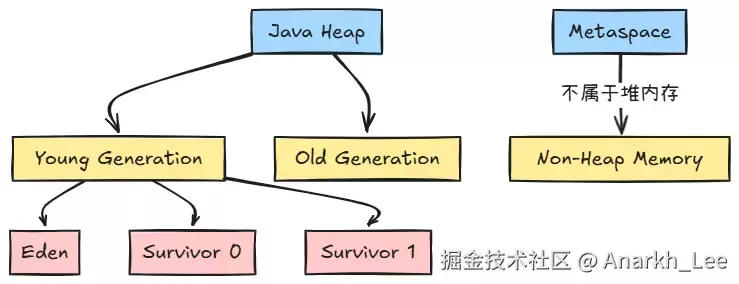 Java Heap
Metaspace
不属于堆内存
Young Generation
Old Generation
Non-Heap Memory
Eden
Survivor 0
Survivor 1
掘金技术社区 @ Anarkh_Lee